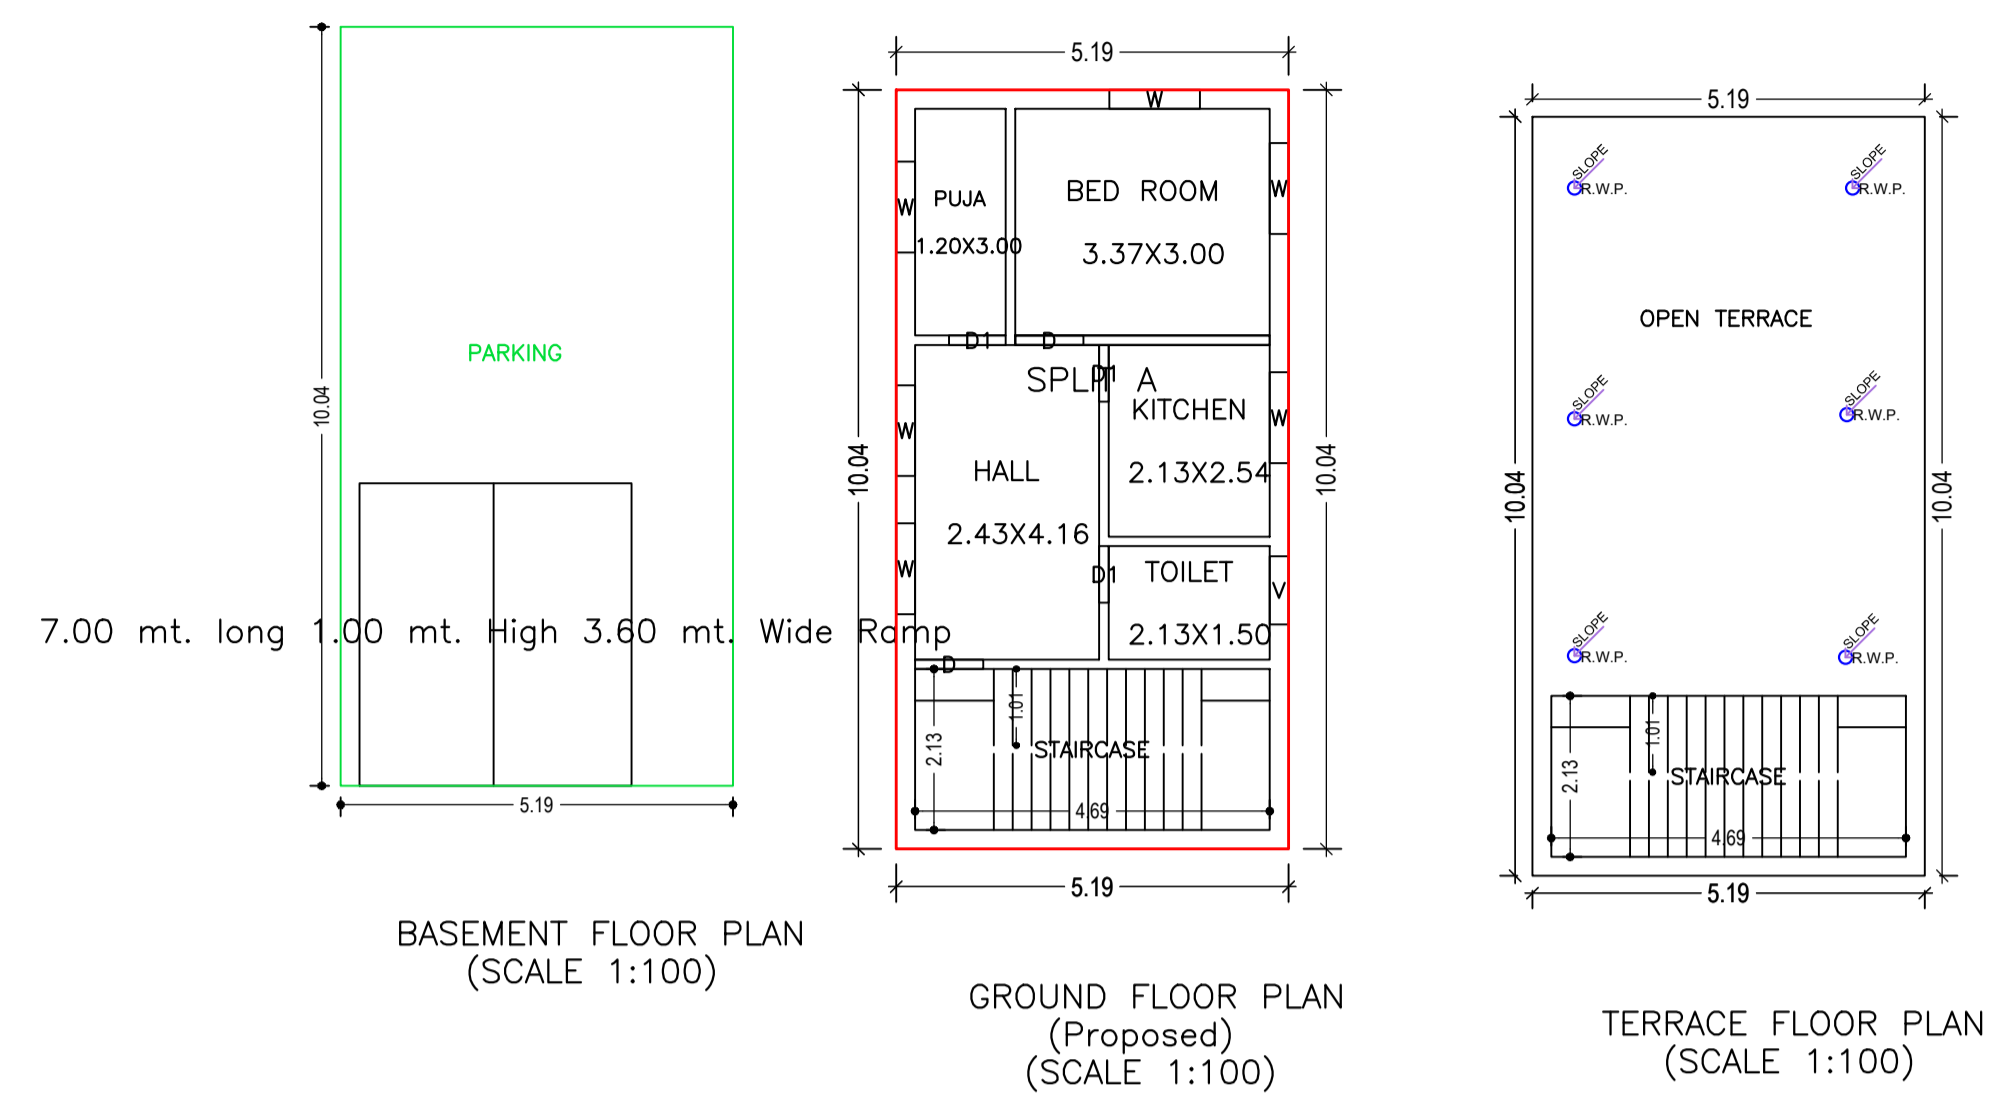 PARKING
10.04
7.00 mt. long 1.00 mt. High 3.60 mt. Wide Ramp
5.19
BASEMENT FLOOR PLAN
(SCALE 1:100)
5.19
W
PUJA
1.20X3.00
BED ROOM
3.37X3.00
W
W
D1
D
SPLIT A
D1
KITCHEN
2.13X2.54
W
W
HALL
2.43X4.16
10.04
10.04
W
D1
TOILET
2.13X1.50
V
D
1.01
2.13
STAIRCASE
4.69
5.19
GROUND FLOOR PLAN
(Proposed)
(SCALE 1:100)
5.19
SLOPE
R.W.P.
SLOPE
R.W.P.
OPEN TERRACE
SLOPE
R.W.P.
SLOPE
R.W.P.
10.04
10.04
SLOPE
R.W.P.
SLOPE
R.W.P.
1.01
2.13
STAIRCASE
4.69
5.19
TERRACE FLOOR PLAN
(SCALE 1:100)